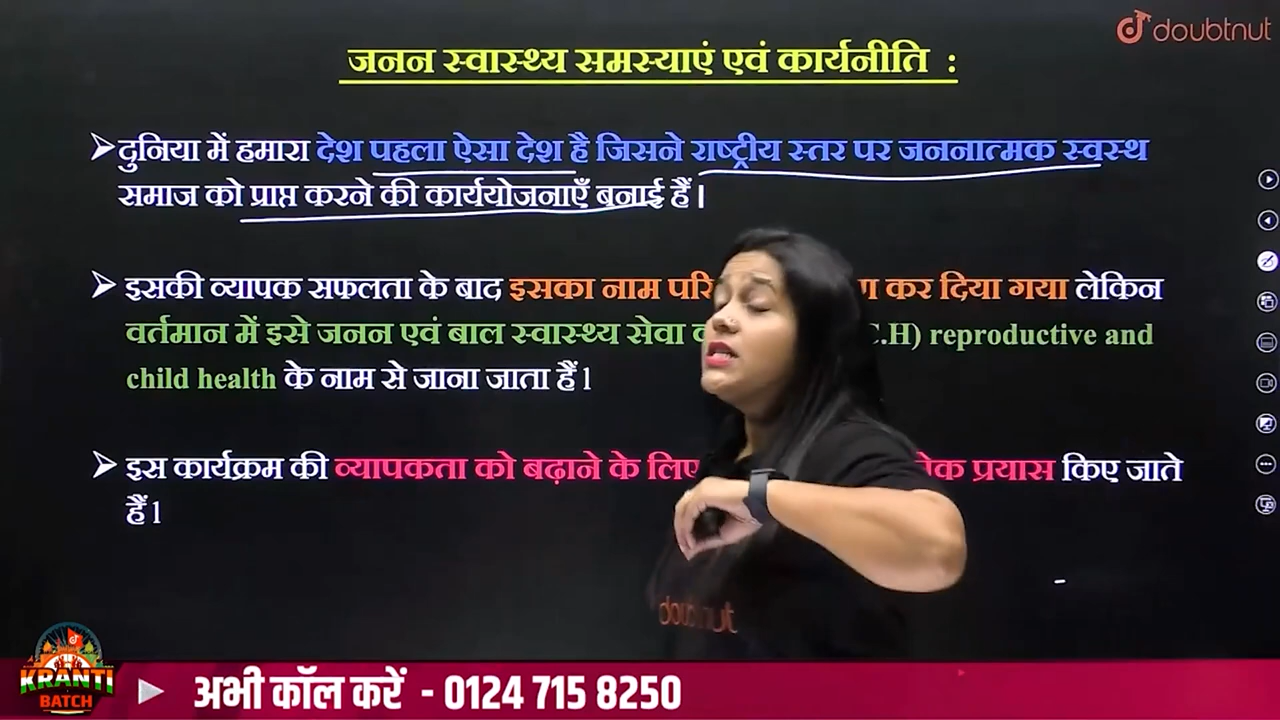 doubtnut
जनन स्वास्थ्य समस्याएं एवं कार्यनीति :
दुनिया में हमारा देश पहला ऐसा देश है जिसने राष्ट्रीय स्तर पर जननात्मक स्वस्थ
समाज को प्राप्त करने की कार्ययोजनाएँ बनाई हैं।
इसकी व्यापक सफलता के बाद इसका नाम कर दिया गया लेकिन
वर्तमान में इसे जनन एवं बाल स्वास्थ्य सेवा C.H) reproductive and
child health के नाम से जाना जाता हैं।
इस कार्यक्रम की व्यापकता को बढ़ाने के लिए प्रयास किए जाते
हैं।
doubtnut
KRANTI
BATCH
अभी कॉल करें - 0124 715 8250